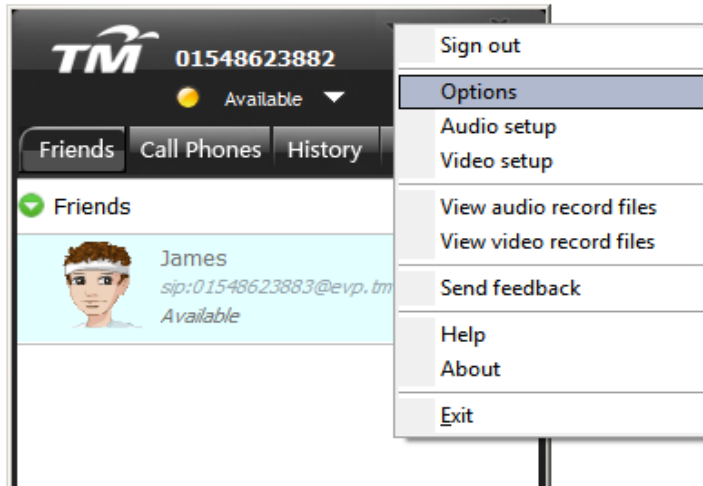 TM
01548623882
Available
Friends
Call Phones
History
Friends
James
sip:01548623883@evp.tm
Available
Sign out
Options
Audio setup
Video setup
View audio record files
View video record files
Send feedback
Help
About
Exit